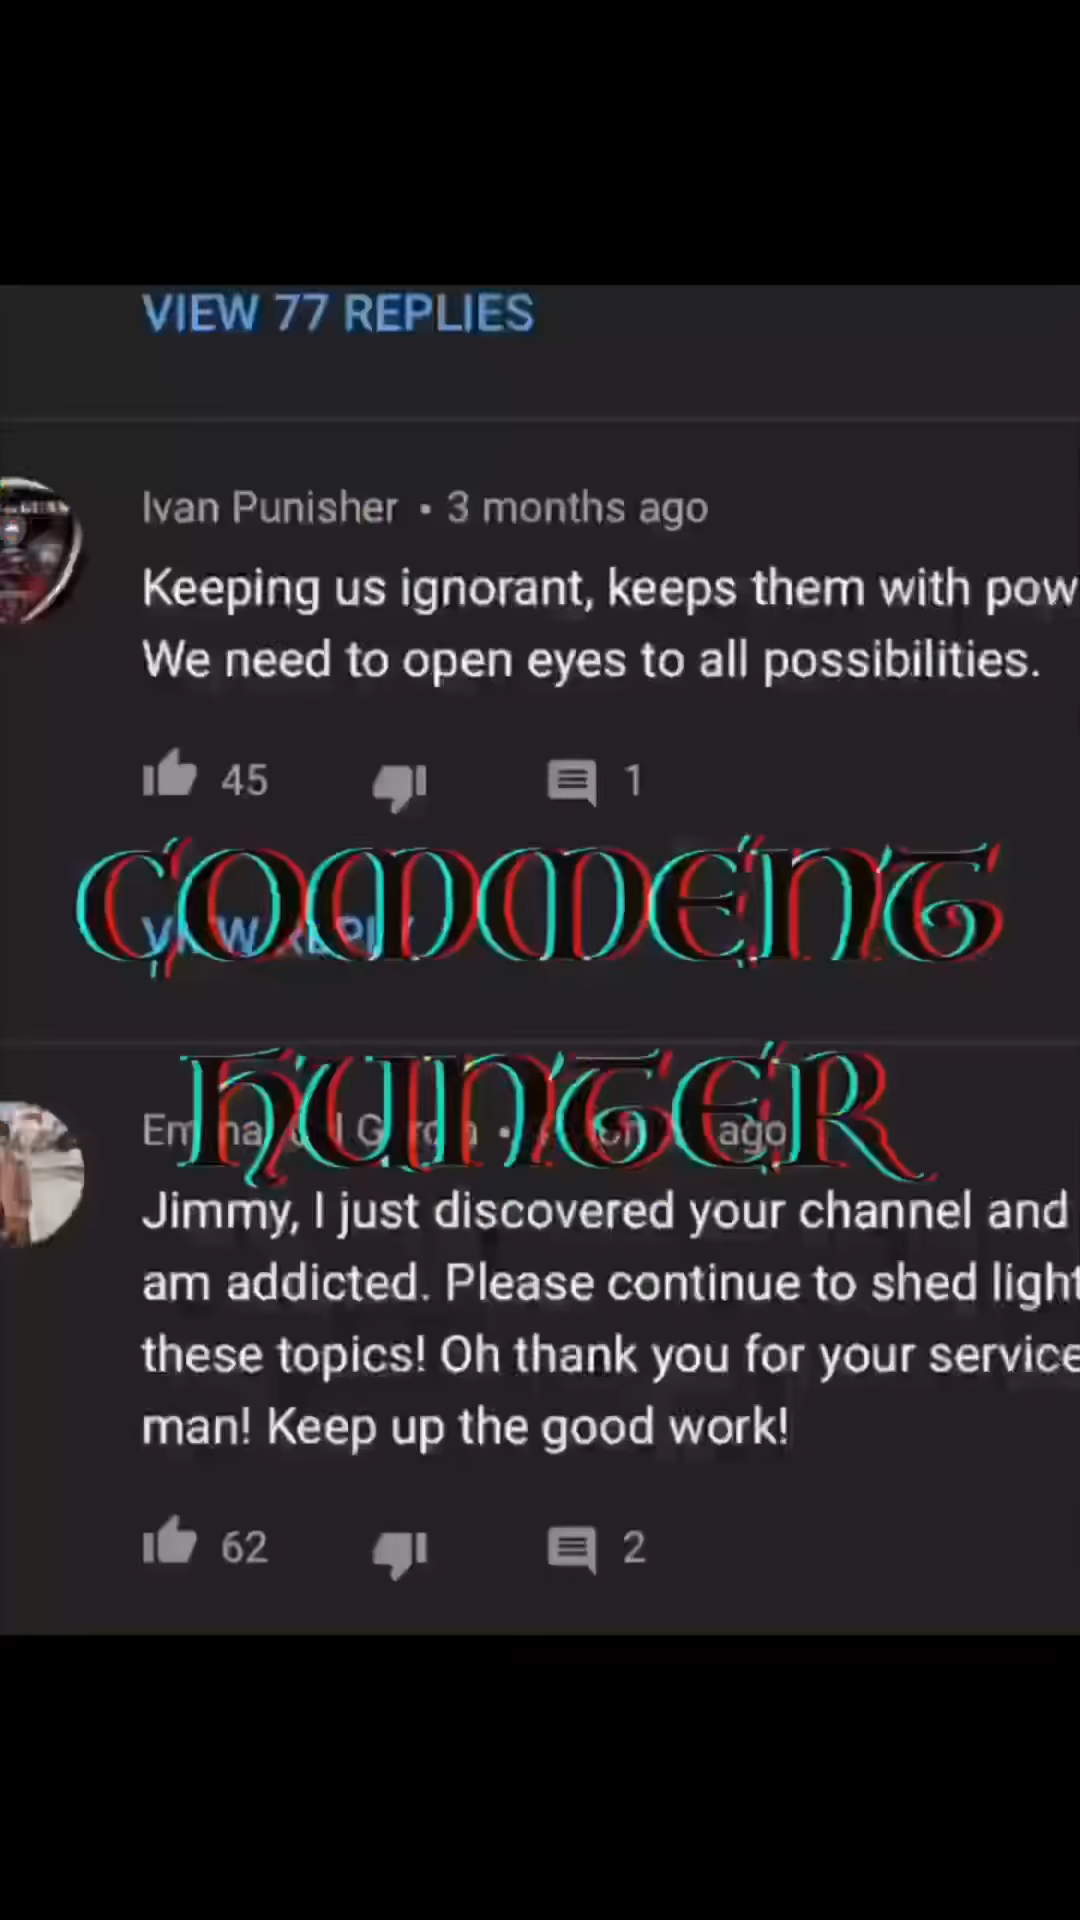 VIEW 77 REPLIES
Ivan Punisher • 3 months ago
Keeping us ignorant, keeps them with pow
We need to open eyes to all possibilities.
45 1
COMMENT
VIEW REPLY
HUNTER
ago
Jimmy, I just discovered your channel and
am addicted. Please continue to shed light
these topics! Oh thank you for your service
man! Keep up the good work!
62 2